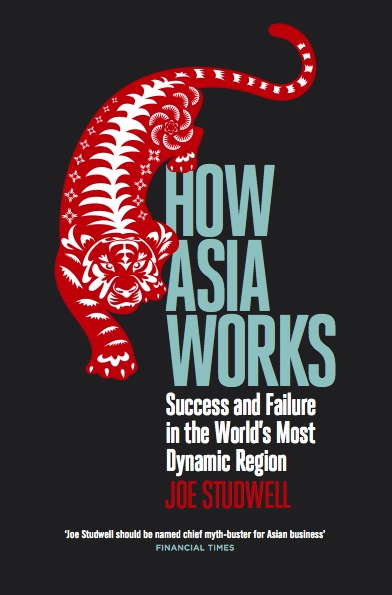 HOW
ASIA
WORKS
Success and Failure
in the World's Most
Dynamic Region
JOE STUDWELL
'Joe Studwell should be named chief myth-buster for Asian business'
FINANCIAL TIMES